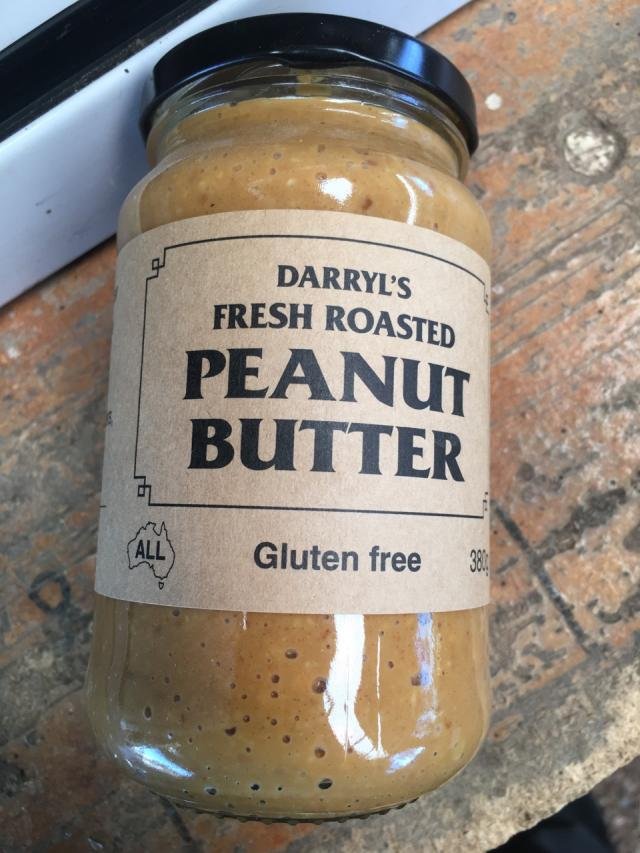 DARRYL'S
FRESH ROASTED
PEANUT
BUTTER
ALL
Gluten free
380g